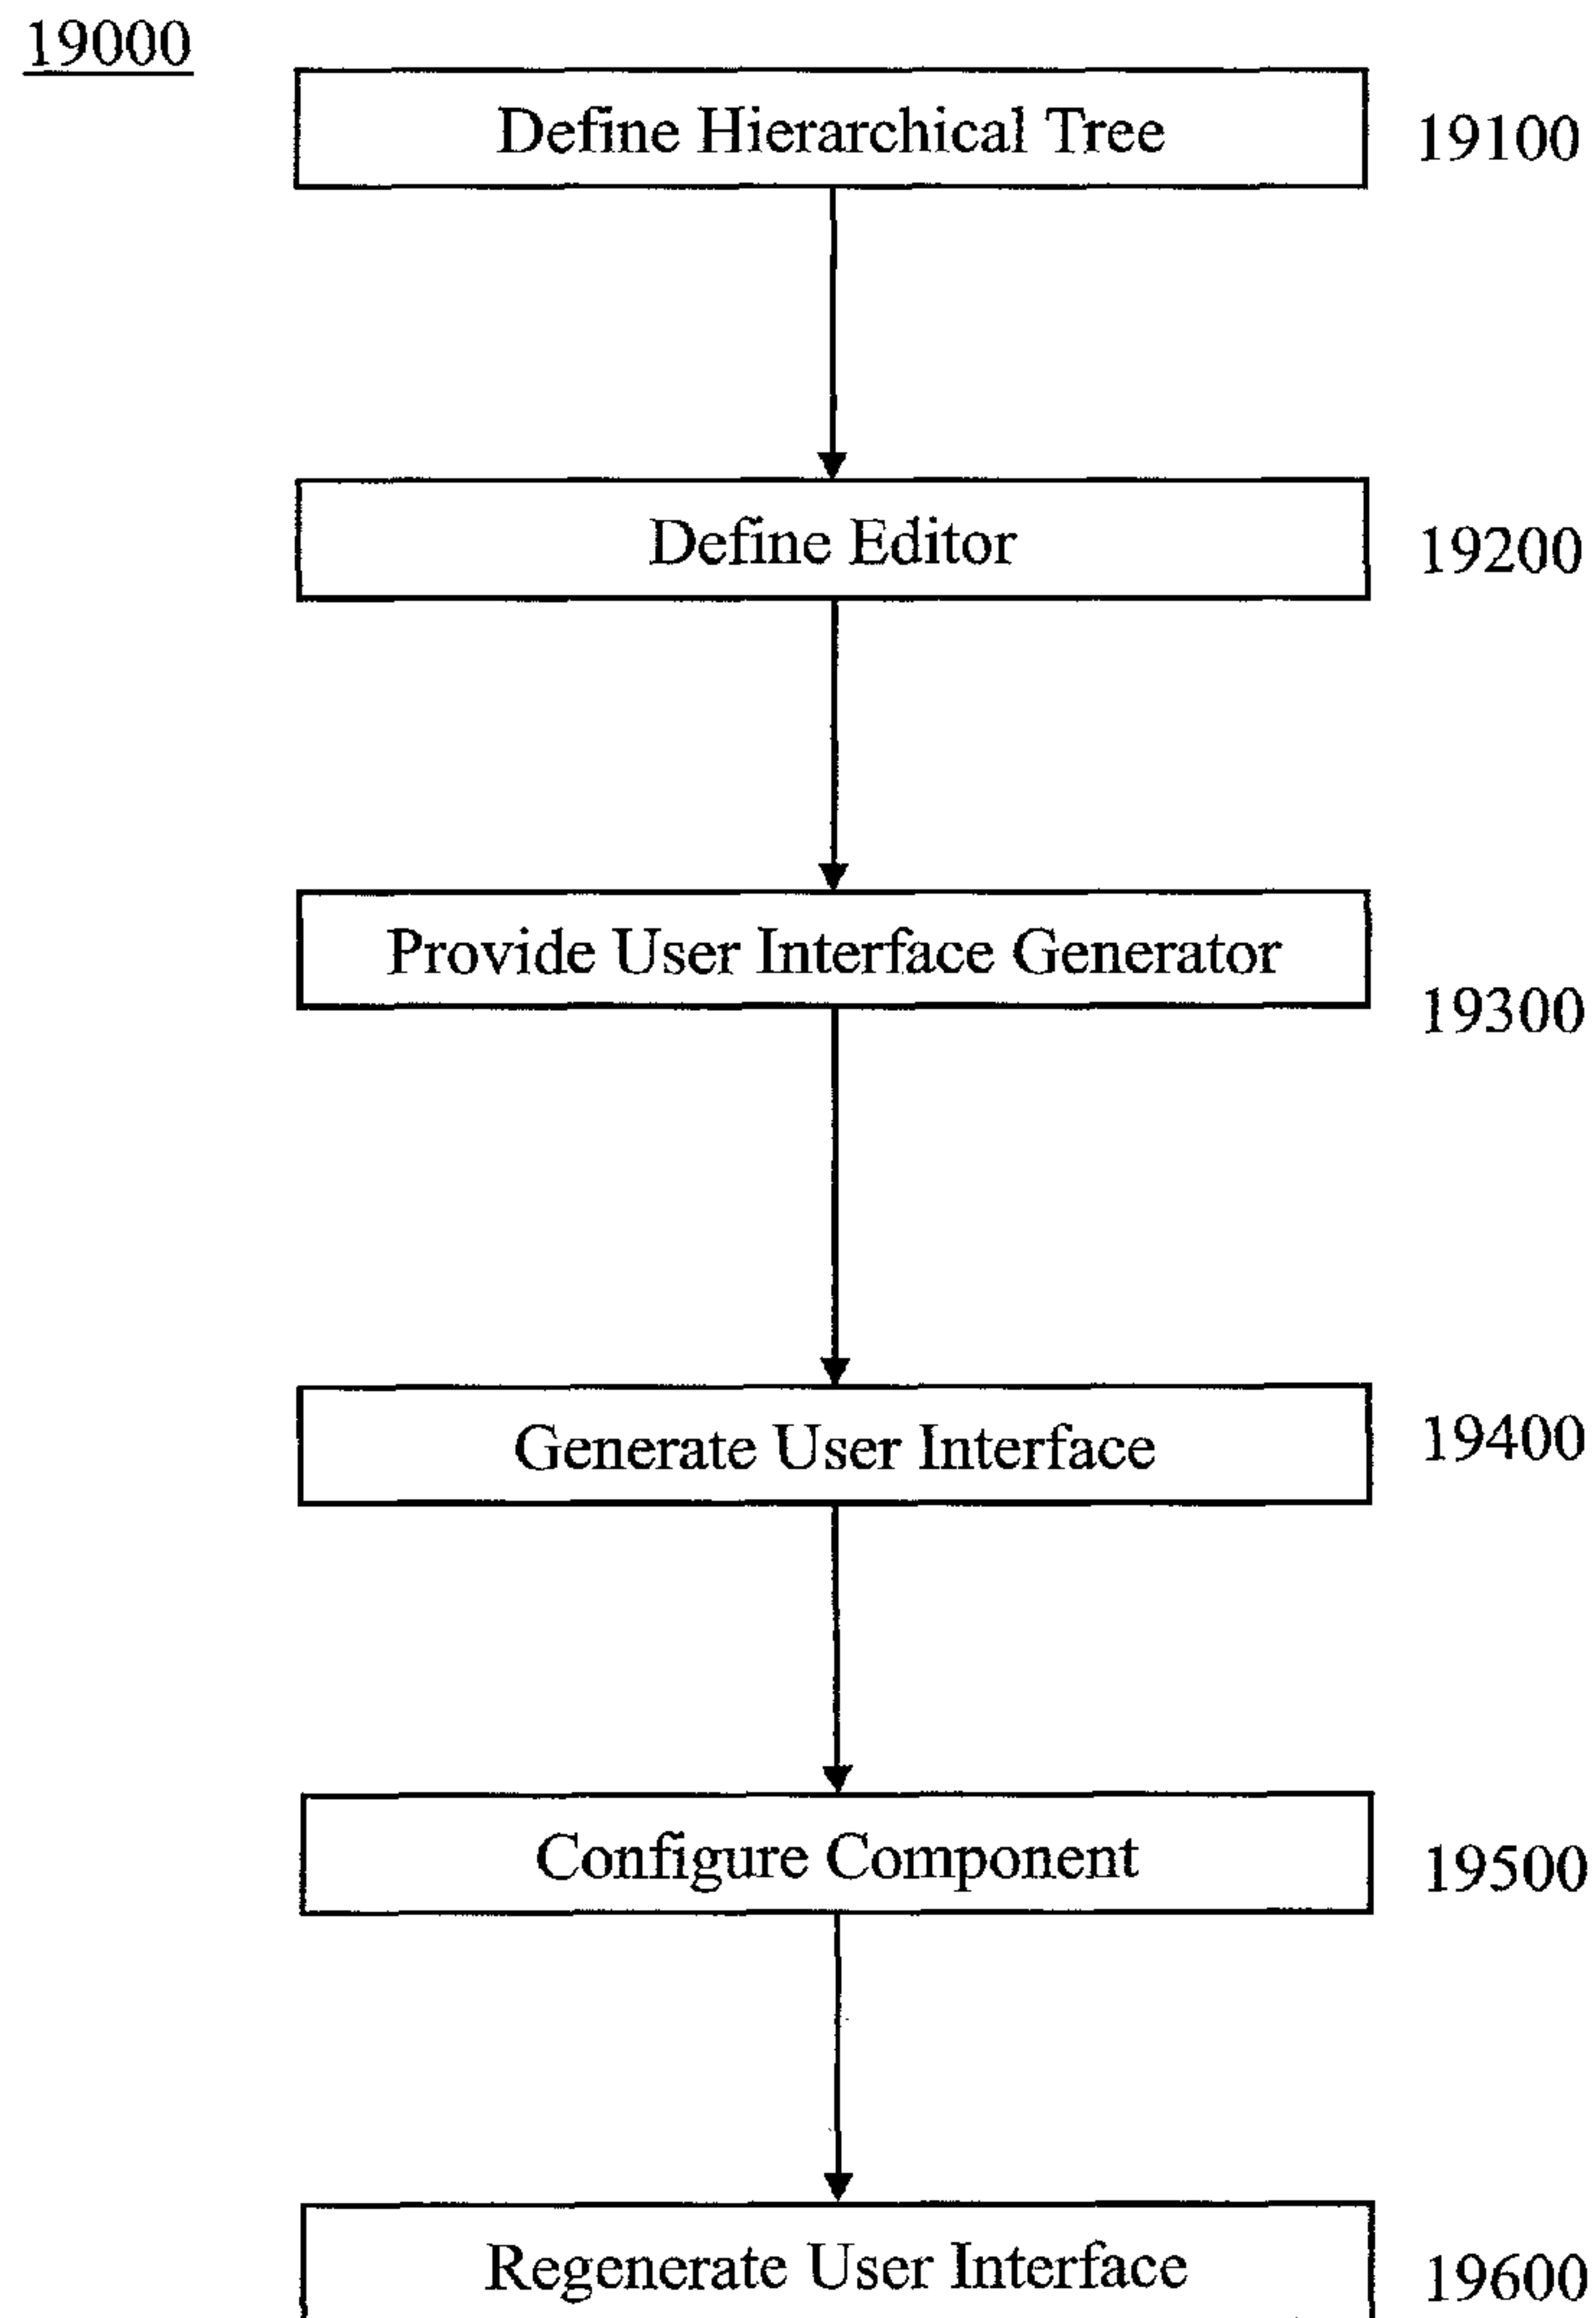 19000
Define Hierarchical Tree 19100
Define Editor 19200
Provide User Interface Generator 19300
Generate User Interface 19400
Configure Component 19500
Regenerate User Interface 19600